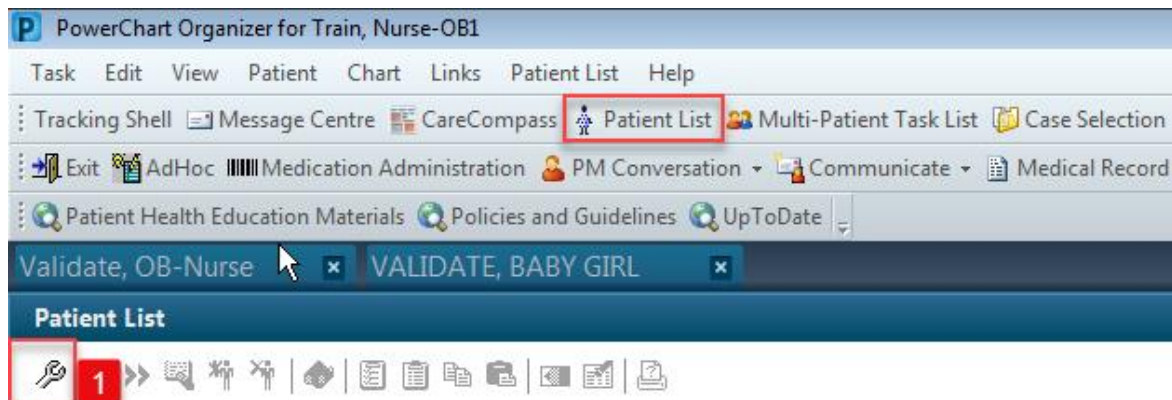 P PowerChart Organizer for Train, Nurse-OB1
Task Edit View Patient Chart Links Patient List Help
Tracking Shell Message Centre CareCompass Patient List Multi-Patient Task List Case Selection
Exit AdHoc Medication Administration PM Conversation Communicate Medical Record
Patient Health Education Materials Policies and Guidelines UpToDate
Validate, OB-Nurse x VALIDATE, BABY GIRL x
Patient List
1